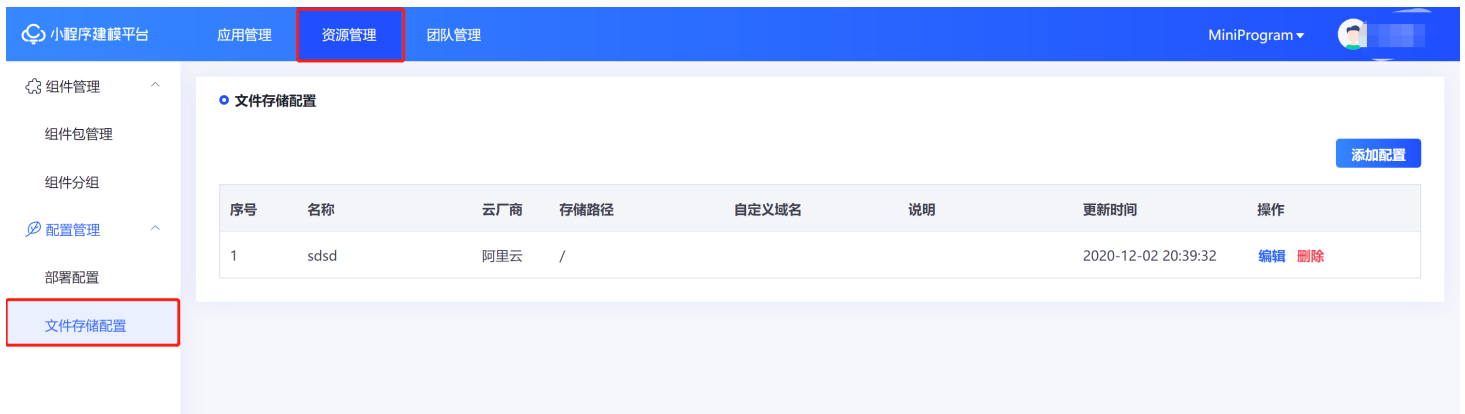 小程序建模平台 应用管理 资源管理 团队管理 MiniProgram
组件管理
组件包管理
组件分组
配置管理
部署配置
文件存储配置
文件存储配置
添加配置
序号 名称 云厂商 存储路径 自定义域名 说明 更新时间 操作
1 sdsd 阿里云 / 2020-12-02 20:39:32 编辑 删除